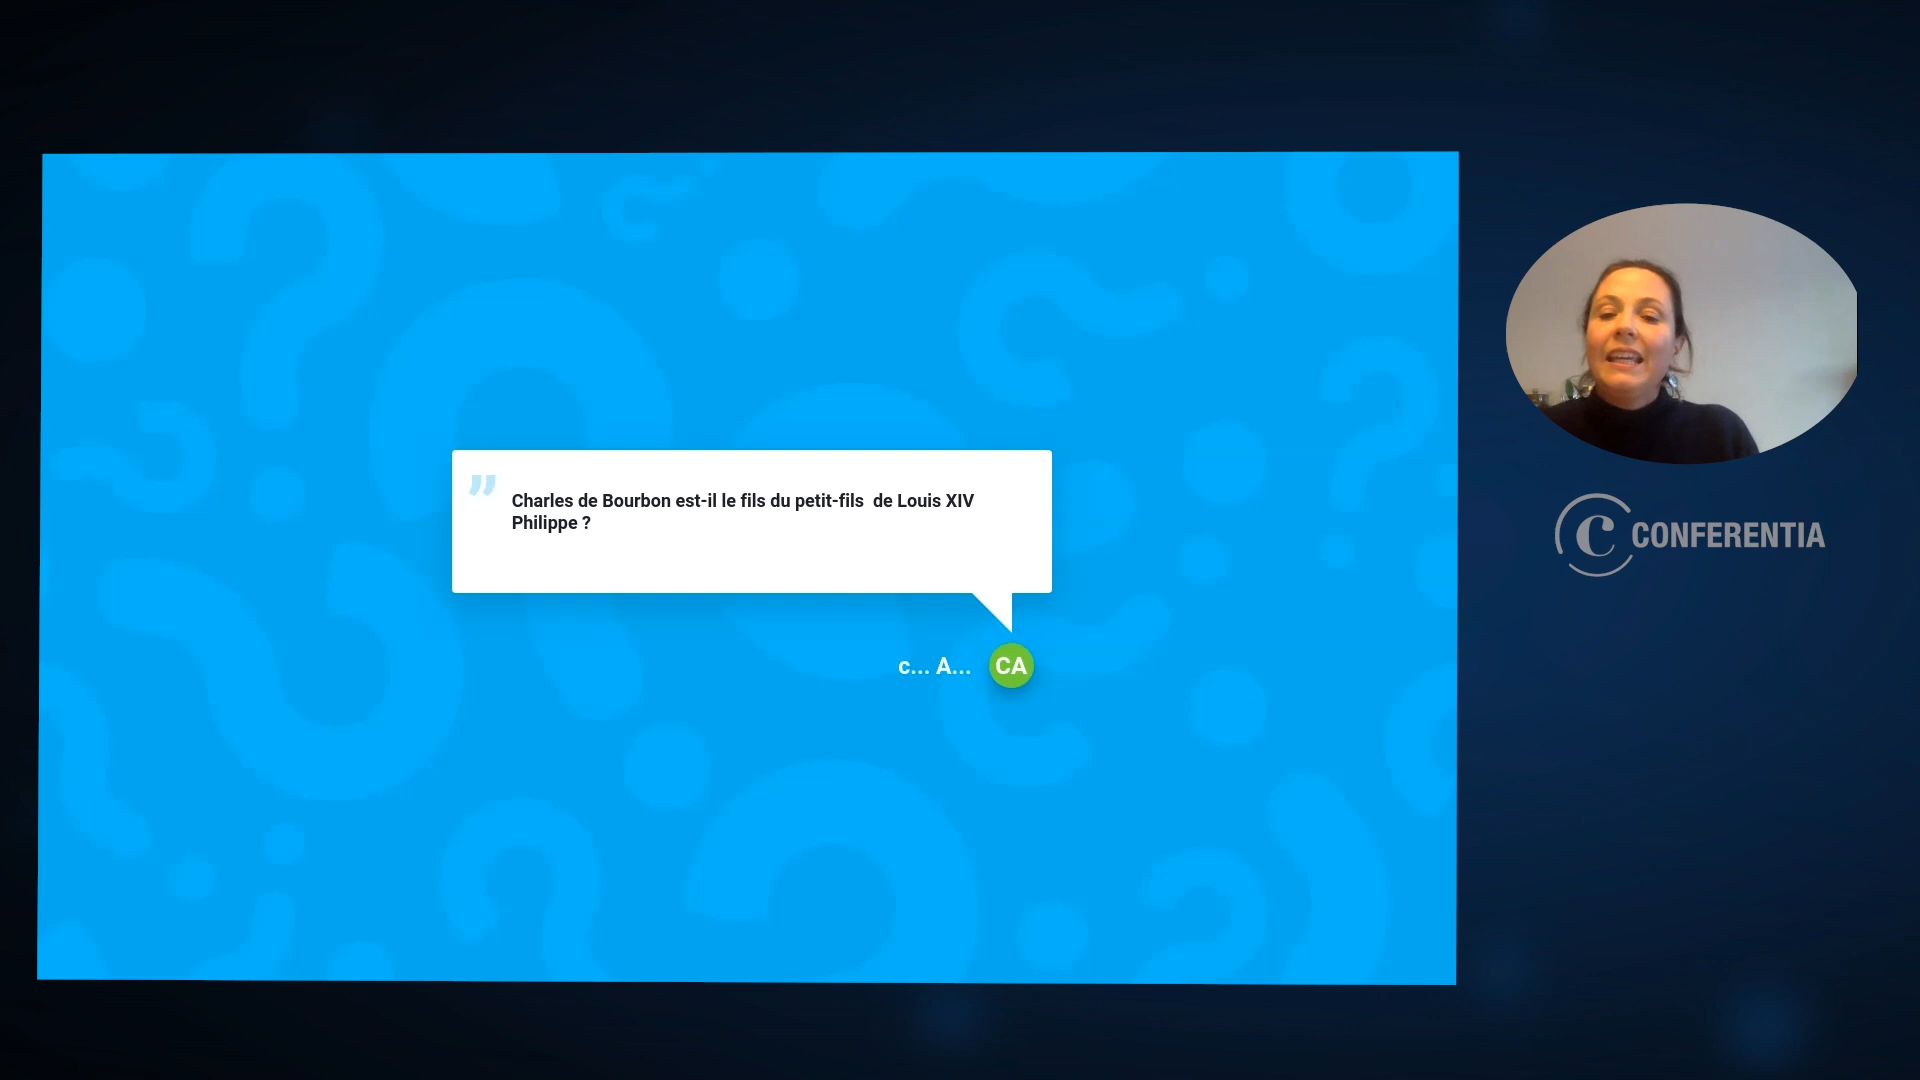 Charles de Bourbon est-il le fils du petit-fils  de Louis XIV
Philippe ?
c... A...
CA
C CONFERENTIA